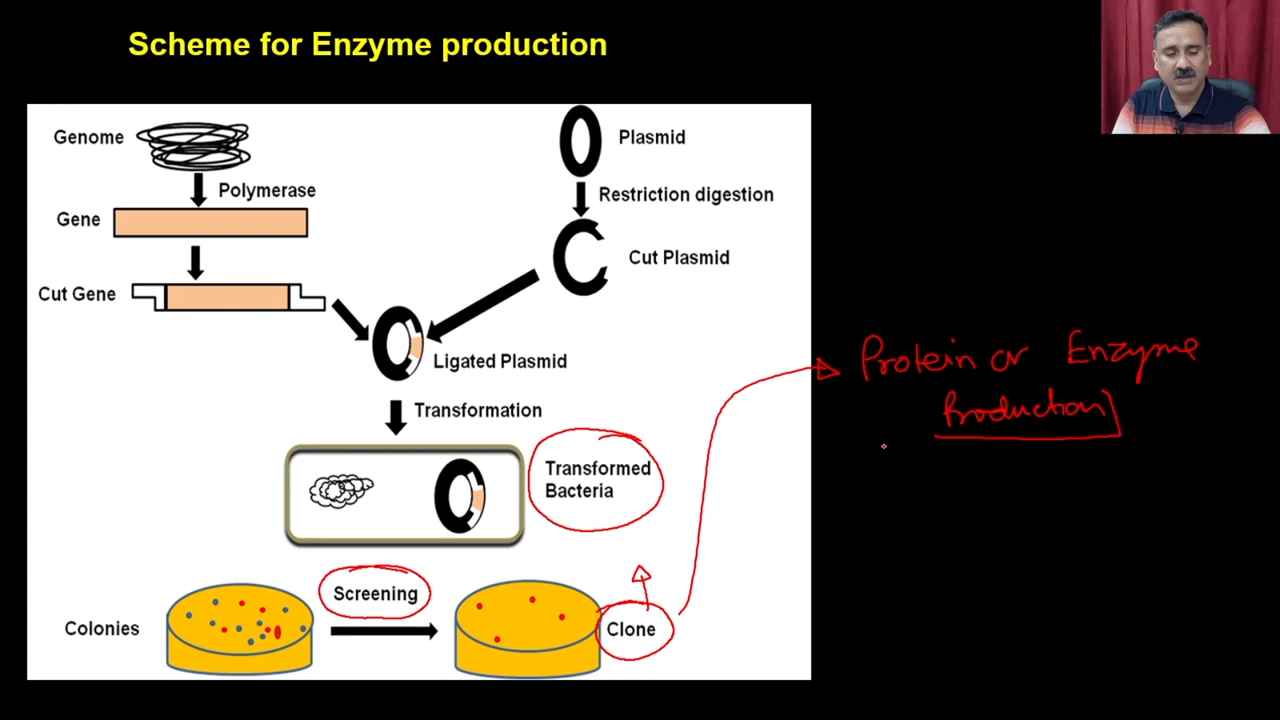 Scheme for Enzyme production
Genome
Polymerase
Gene
Cut Gene
Plasmid
Restriction digestion
Cut Plasmid
Ligated Plasmid
Transformation
Transformed
Bacteria
Colonies
Screening
Clone
Protein or Enzyme
Production